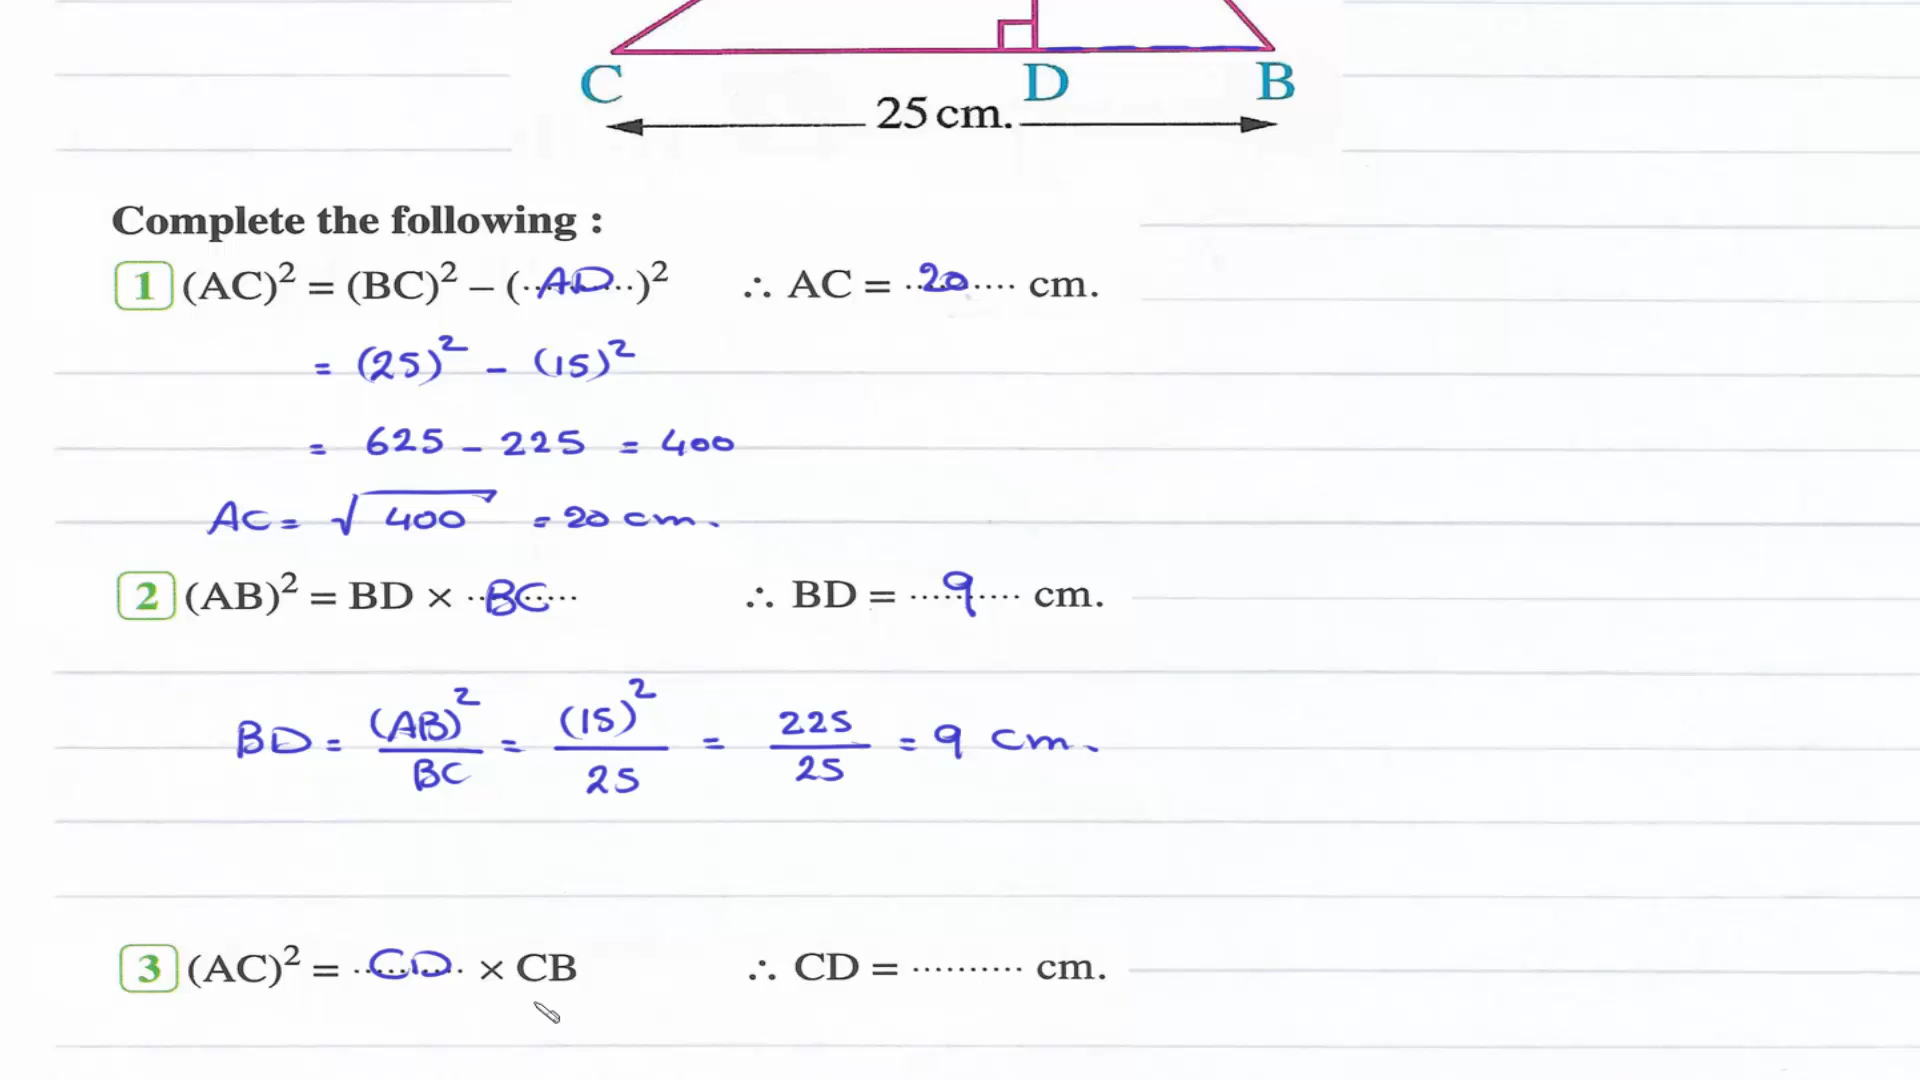 C D B
25 cm.
Complete the following :
1 (AC)² = (BC)² – (··AD··)² ∴ AC = ··20···· cm.
= (25)² - (15)²
= 625 - 225 = 400
AC = √400 = 20 cm.
2 (AB)² = BD × ··BC···· ∴ BD = ····9···· cm.
BD = (AB)²/BC = (15)²/25 = 225/25 = 9 cm.
3 (AC)² = ··CD·· × CB ∴ CD = ·········· cm.